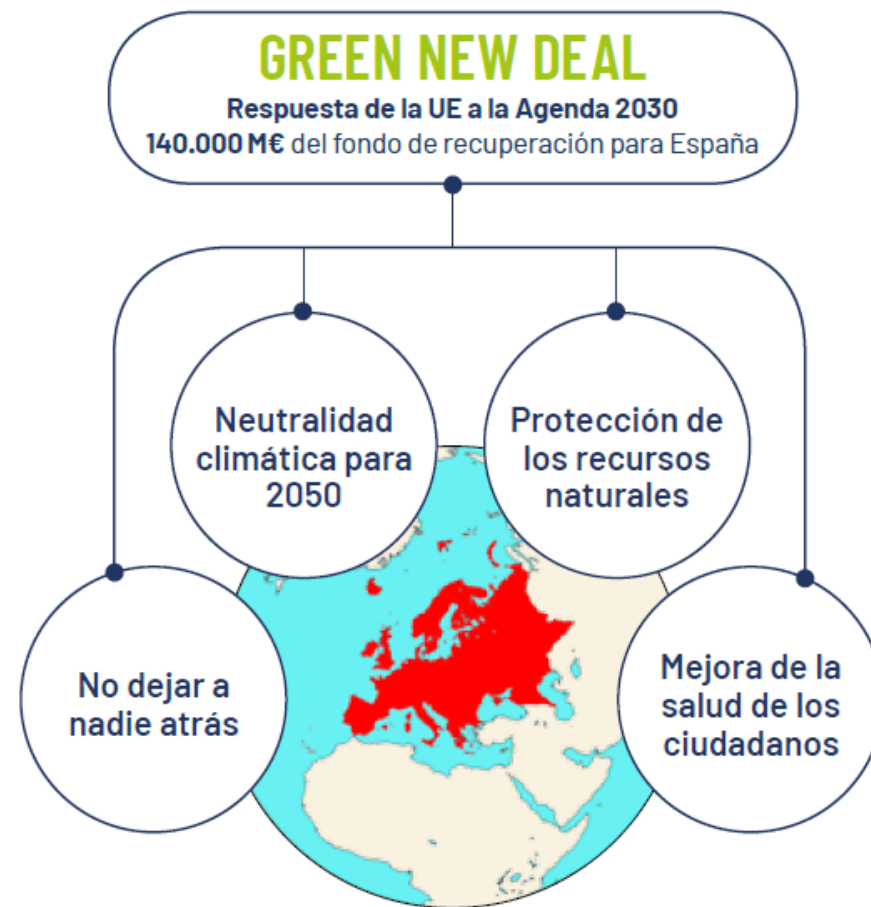 GREEN NEW DEAL
Respuesta de la UE a la Agenda 2030
140.000 M€ del fondo de recuperación para España
Neutralidad
climática para
2050
Protección de
los recursos
naturales
No dejar a
nadie atrás
Mejora de la
salud de los
ciudadanos